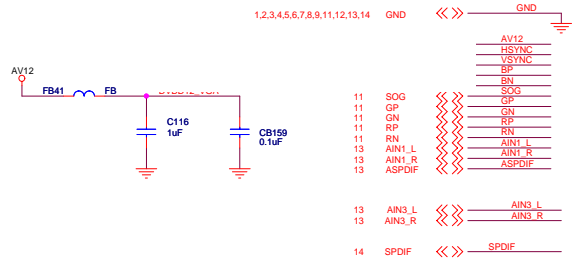 1,2,3,4,5,6,7,8,9,11,12,13,14 GND GND
AV12
HSYNC
VSYNC
BP
BN
11 SOG SOG
11 GP GP
11 GN GN
11 RP RP
11 RN RN
13 AIN1_L AIN1_L
13 AIN1_R AIN1_R
13 ASPDIF ASPDIF
13 AIN3_L AIN3_L
13 AIN3_R AIN3_R
14 SPDIF SPDIF
AV12
FB41 FB
C116
1uF
CB159
0.1uF